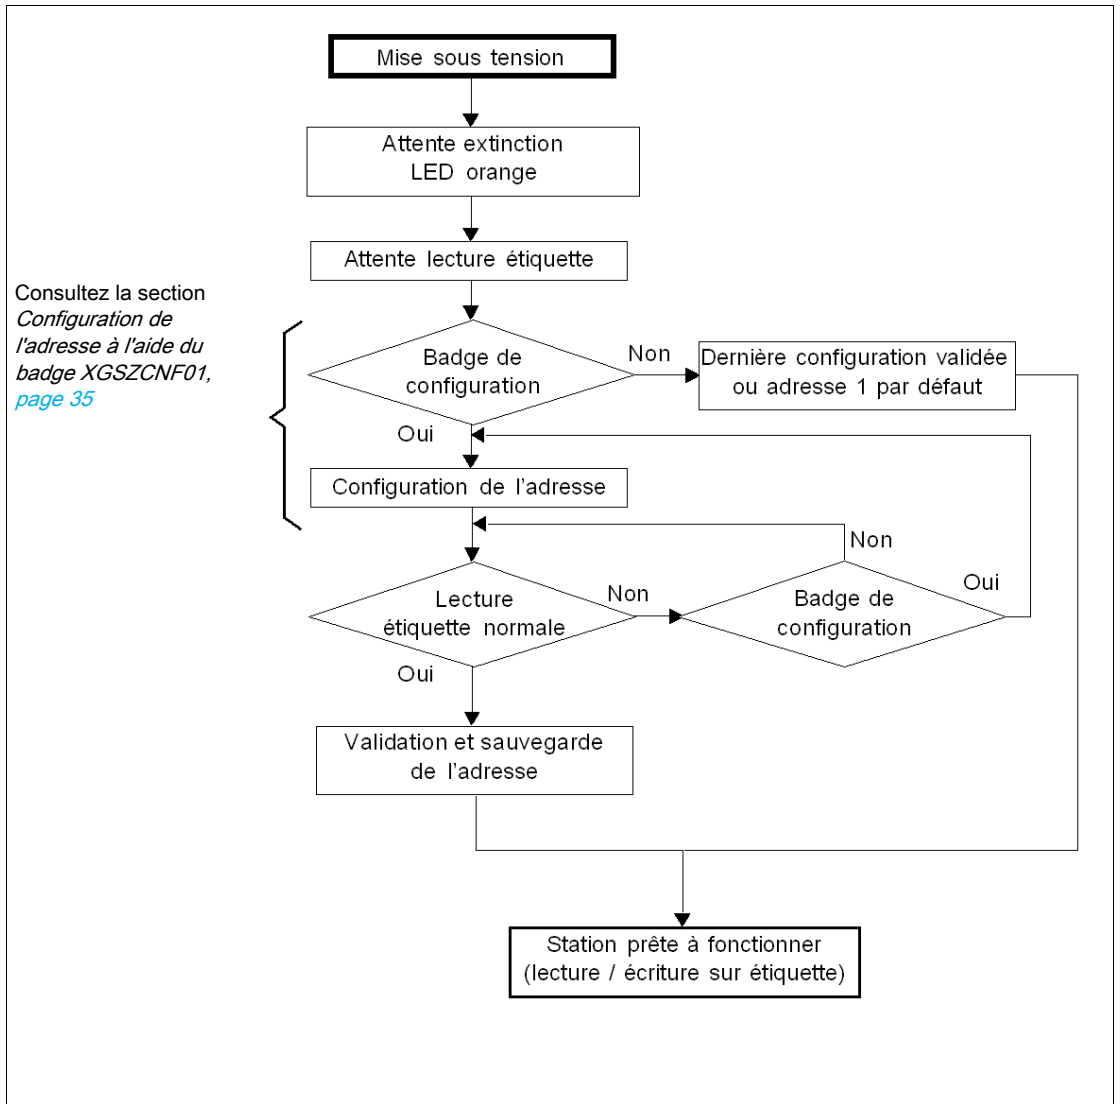 Mise sous tension
Attente extinction
LED orange
Attente lecture étiquette
Consultez la section
Configuration de
l'adresse à l'aide du
badge XGSZCNF01,
page 35
Badge de
configuration
Non
Dernière configuration validée
ou adresse 1 par défaut
Oui
Configuration de l'adresse
Non
Lecture
étiquette normale
Non
Badge de
configuration
Oui
Oui
Validation et sauvegarde
de l'adresse
Station prête à fonctionner
(lecture / écriture sur étiquette)